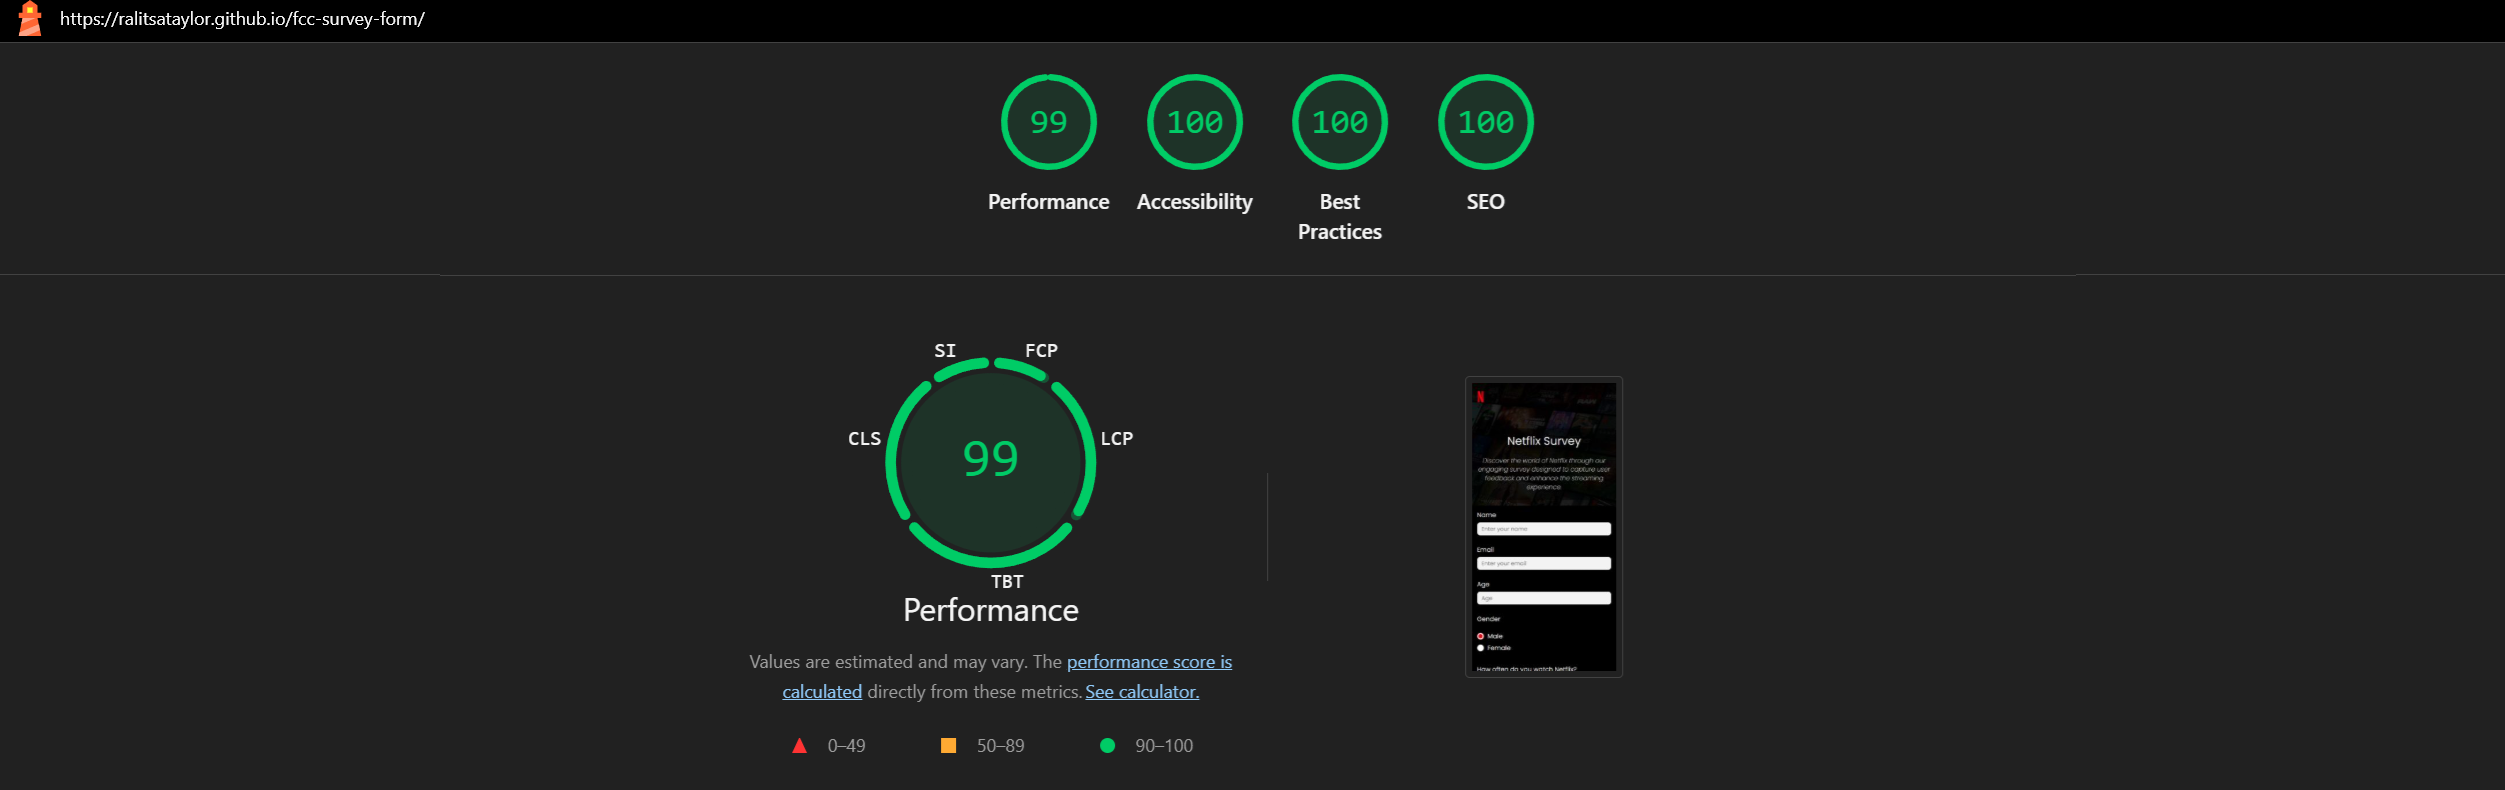 https://ralitsataylor.github.io/fcc-survey-form/
99
100
100
100
Performance
Accessibility
Best
Practices
SEO
SI
FCP
CLS
LCP
99
TBT
Performance
Values are estimated and may vary. The performance score is
calculated directly from these metrics. See calculator.
0–49
50–89
90–100
N
Netflix Survey
Discover the world of Netflix through our
engaging survey designed to capture user
feedback and enhance the streaming
experience.
Name
Enter your name
Email
Enter your email
Age
Age
Gender
Male
Female
How often do you watch Netflix?